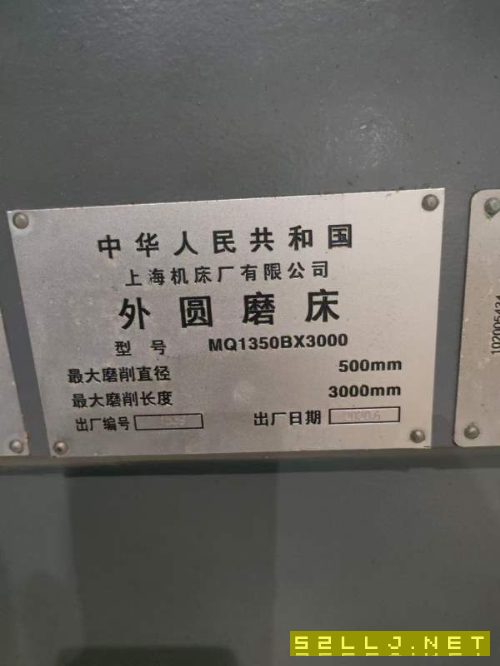 中华人民共和国
上海机床厂有限公司
外圆磨床
型号 MQ1350BX3000
最大磨削直径 500mm
最大磨削长度 3000mm
出厂编号 出厂日期
102005424
52LLJ.NET